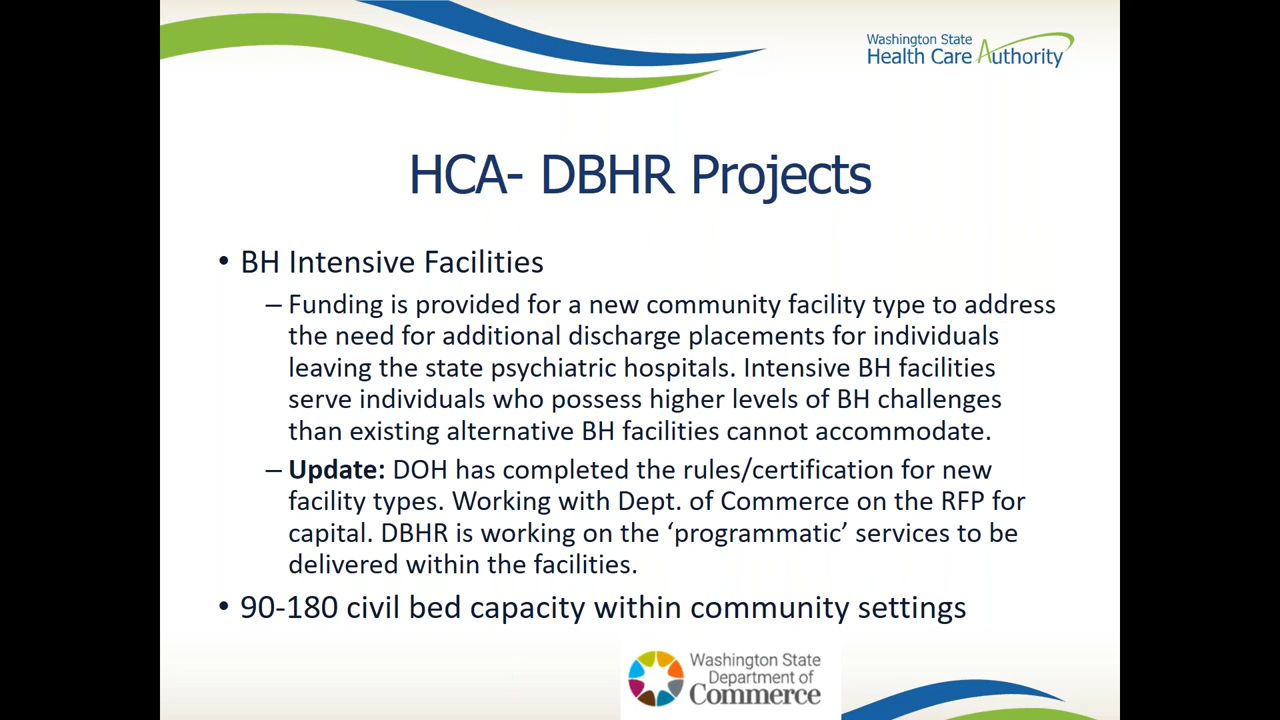 Washington State
Health Care Authority
HCA- DBHR Projects
• BH Intensive Facilities
– Funding is provided for a new community facility type to address
the need for additional discharge placements for individuals
leaving the state psychiatric hospitals. Intensive BH facilities
serve individuals who possess higher levels of BH challenges
than existing alternative BH facilities cannot accommodate.
– Update: DOH has completed the rules/certification for new
facility types. Working with Dept. of Commerce on the RFP for
capital. DBHR is working on the ‘programmatic’ services to be
delivered within the facilities.
• 90-180 civil bed capacity within community settings
Washington State
Department of
Commerce